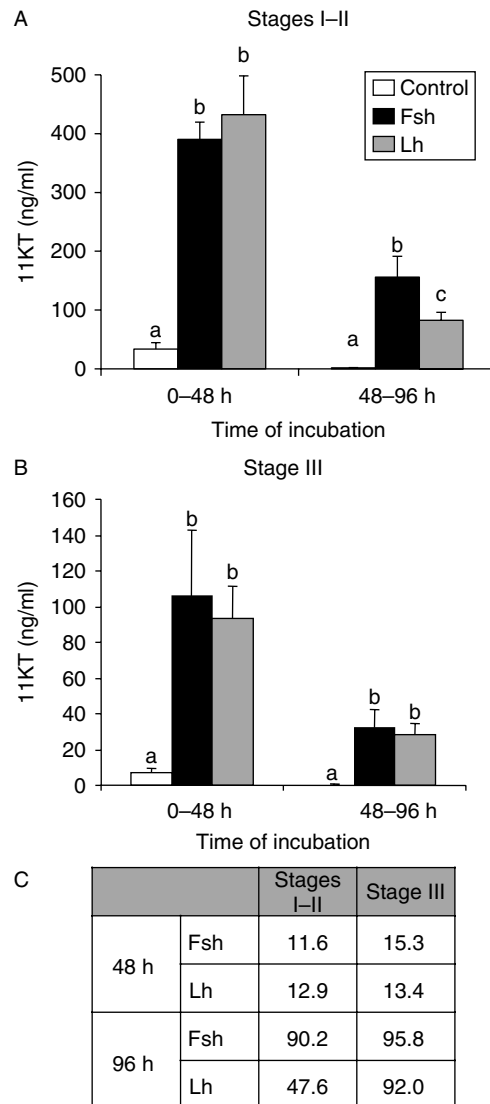 A
Stages I–II
11KT (ng/ml)
500
400
300
200
100
0
Control
Fsh
Lh
a
b
b
a
b
c
0–48 h
48–96 h
Time of incubation
B
Stage III
11KT (ng/ml)
160
140
120
100
80
60
40
20
0
a
b
b
a
b
b
0–48 h
48–96 h
Time of incubation
C
Stages I–II
Stage III
48 h
Fsh
11.6
15.3
Lh
12.9
13.4
96 h
Fsh
90.2
95.8
Lh
47.6
92.0